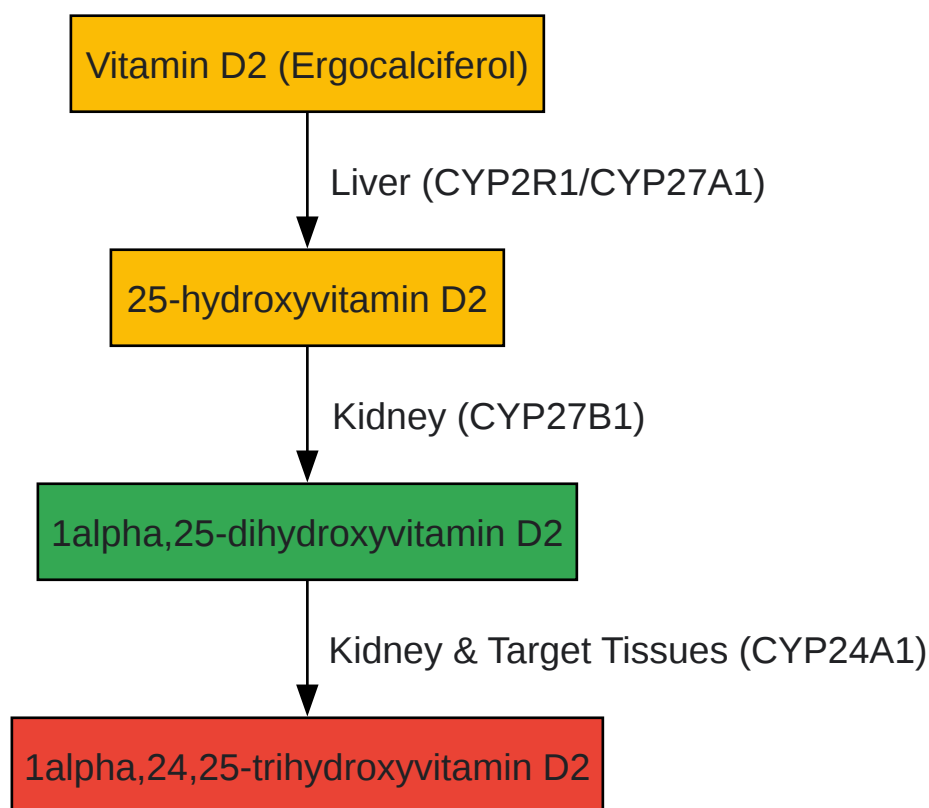 Vitamin D2 (Ergocalciferol)
Liver (CYP2R1/CYP27A1)
25-hydroxyvitamin D2
Kidney (CYP27B1)
1alpha,25-dihydroxyvitamin D2
Kidney & Target Tissues (CYP24A1)
1alpha,24,25-trihydroxyvitamin D2